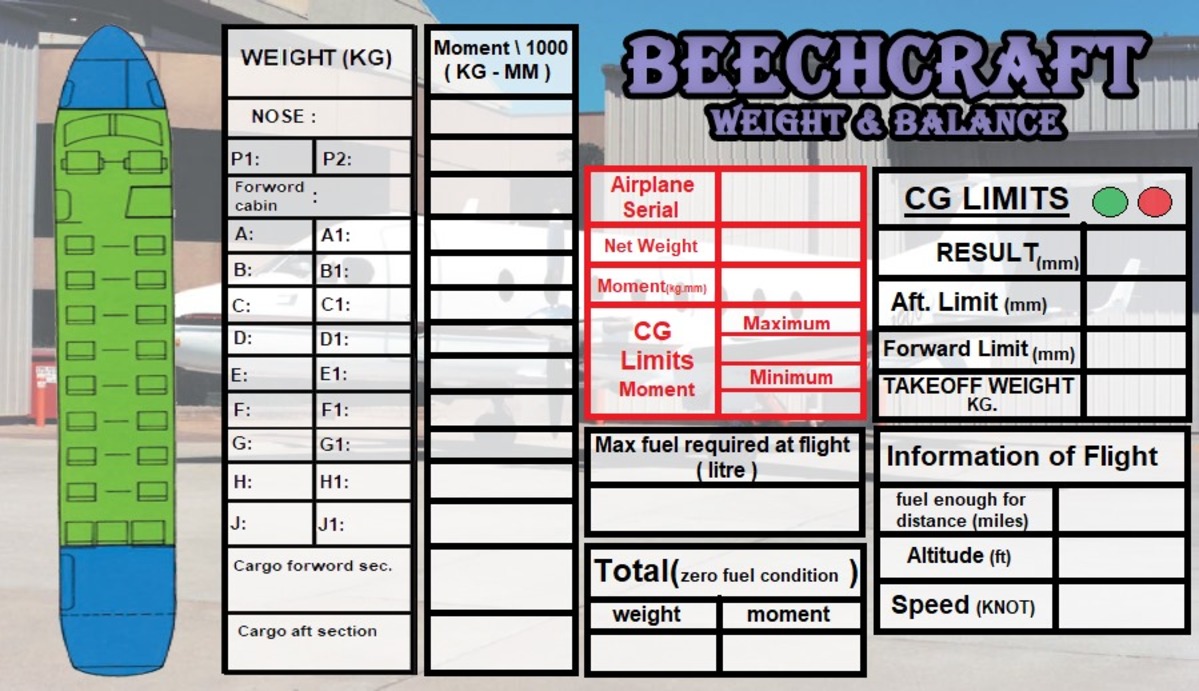 BEECHCRAFT
WEIGHT & BALANCE
WEIGHT (KG)
Moment \ 1000
( KG - MM )
NOSE :
P1: P2:
Forword
cabin :
A: A1:
B: B1:
C: C1:
D: D1:
E: E1:
F: F1:
G: G1:
H: H1:
J: J1:
Cargo forword sec.
Cargo aft section
Airplane
Serial
Net Weight
Moment(kg.mm)
CG
Limits
Moment
Maximum
Minimum
Max fuel required at flight
( litre )
Total(zero fuel condition )
weight moment
CG LIMITS
RESULT(mm)
Aft. Limit (mm)
Forward Limit (mm)
TAKEOFF WEIGHT
KG.
Information of Flight
fuel enough for
distance (miles)
Altitude (ft)
Speed (KNOT)